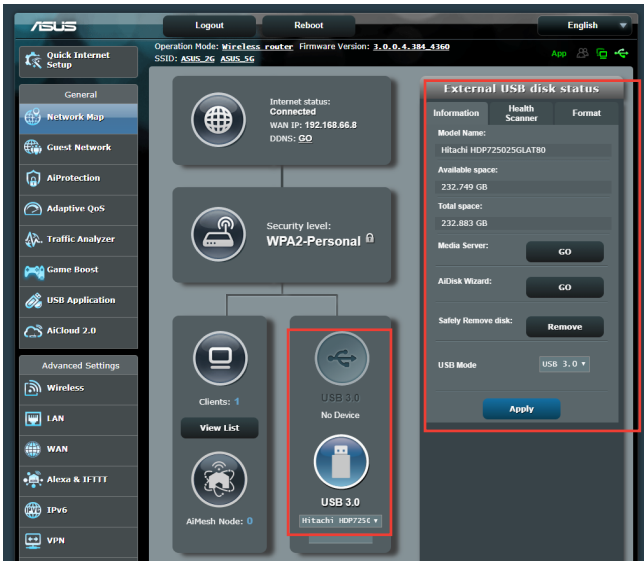 ASUS
Logout
Reboot
English
Operation Mode: Wireless router Firmware Version: 3.0.0.4.384_4360
SSID: ASUS_2G ASUS_5G
App
Quick Internet
Setup
General
Network Map
Guest Network
AiProtection
Adaptive QoS
Traffic Analyzer
Game Boost
USB Application
AiCloud 2.0
Advanced Settings
Wireless
LAN
WAN
Alexa & IFTTT
IPv6
VPN
Internet status:
Connected
WAN IP: 192.168.66.8
DDNS: GO
Security level:
WPA2-Personal
Clients: 1
View List
AiMesh Node: 0
USB 3.0
No Device
USB 3.0
Hitachi HDP725C
External USB disk status
Information
Health
Scanner
Format
Model Name:
Hitachi HDP725025GLAT80
Available space:
232.749 GB
Total space:
232.883 GB
Media Server:
GO
AiDisk Wizard:
GO
Safely Remove disk:
Remove
USB Mode
USB 3.0
Apply